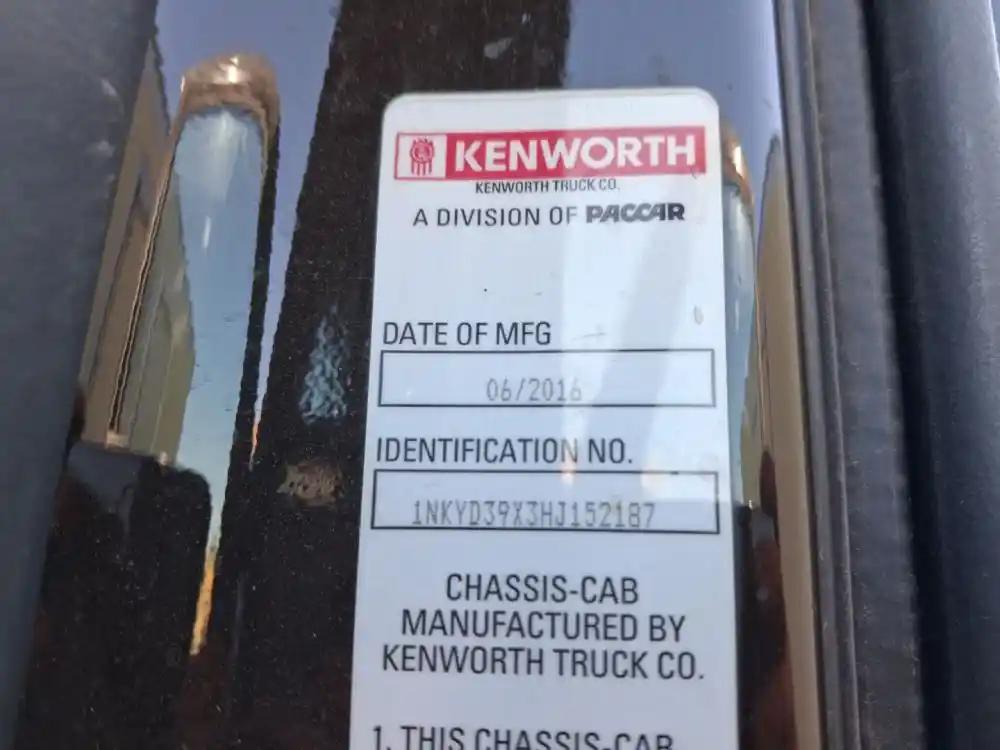 KENWORTH
KENWORTH TRUCK CO.
A DIVISION OF PACCAR
DATE OF MFG
06/2016
IDENTIFICATION NO.
1NKYD39X3HJ152187
CHASSIS-CAB
MANUFACTURED BY
KENWORTH TRUCK CO.
1. THIS CHASSIS-CAB